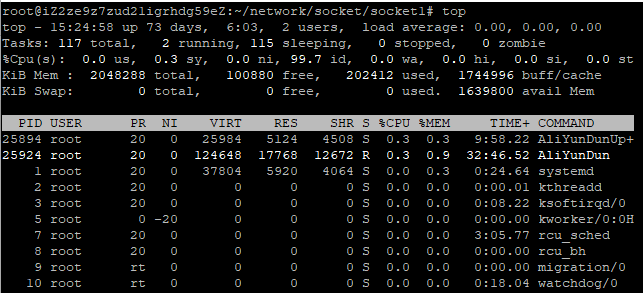 root@iZ2ze9z7zud2ligrhdg59eZ:~/network/socket/socket1# top
top - 15:24:58 up 73 days,  6:03,  2 users,  load average: 0.00, 0.00, 0.00
Tasks: 117 total,   2 running, 115 sleeping,   0 stopped,   0 zombie
%Cpu(s):  0.0 us,  0.3 sy,  0.0 ni, 99.7 id,  0.0 wa,  0.0 hi,  0.0 si,  0.0 st
KiB Mem :  2048288 total,   100880 free,   202412 used,  1744996 buff/cache
KiB Swap:        0 total,        0 free,        0 used.  1639800 avail Mem
PID USER      PR  NI    VIRT    RES    SHR S %CPU %MEM     TIME+ COMMAND
25894 root      20   0   25984   5124   4508 S  0.3  0.3   9:58.22 AliYunDunUp+
25924 root      20   0  124648  17768  12672 R  0.3  0.9  32:46.52 AliYunDun
1 root      20   0   37804   5920   4064 S  0.0  0.3   0:24.64 systemd
2 root      20   0       0      0      0 S  0.0  0.0   0:00.01 kthreadd
3 root      20   0       0      0      0 S  0.0  0.0   0:08.22 ksoftirqd/0
5 root       0 -20       0      0      0 S  0.0  0.0   0:00.00 kworker/0:0H
7 root      20   0       0      0      0 S  0.0  0.0   3:05.77 rcu_sched
8 root      20   0       0      0      0 S  0.0  0.0   0:00.00 rcu_bh
9 root      rt   0       0      0      0 S  0.0  0.0   0:00.00 migration/0
10 root      rt   0       0      0      0 S  0.0  0.0   0:18.04 watchdog/0